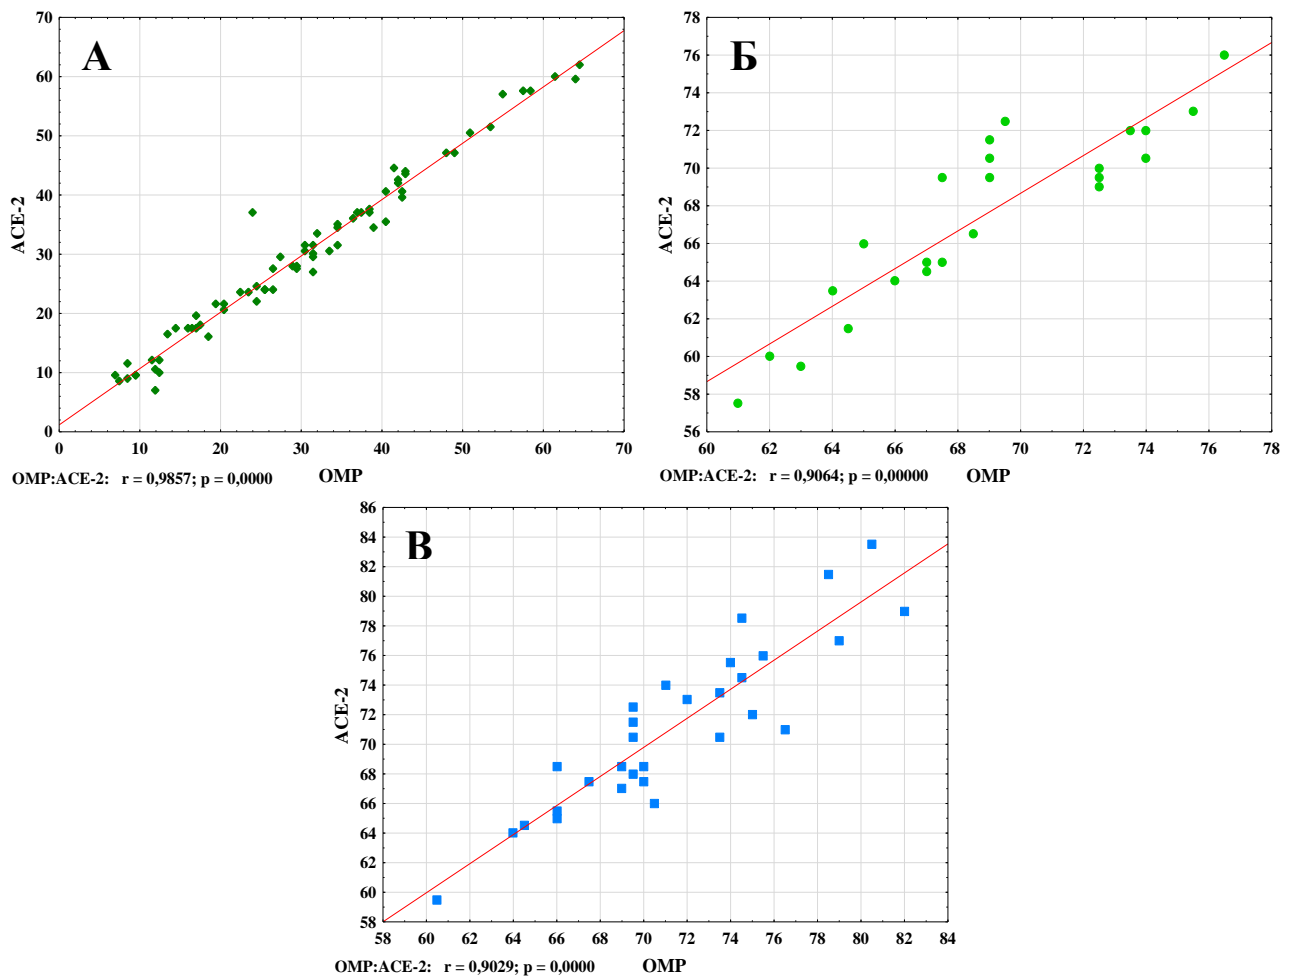 А
70
60
50
40
30
20
10
0
ACE-2
0 10 20 30 40 50 60 70
OMP:ACE-2: r = 0,9857; p = 0,0000
OMP
Б
78
76
74
72
70
68
66
64
62
60
58
56
ACE-2
60 62 64 66 68 70 72 74 76 78
OMP:ACE-2: r = 0,9064; p = 0,00000
OMP
В
86
84
82
80
78
76
74
72
70
68
66
64
62
60
58
ACE-2
58 60 62 64 66 68 70 72 74 76 78 80 82 84
OMP:ACE-2: r = 0,9029; p = 0,0000
OMP